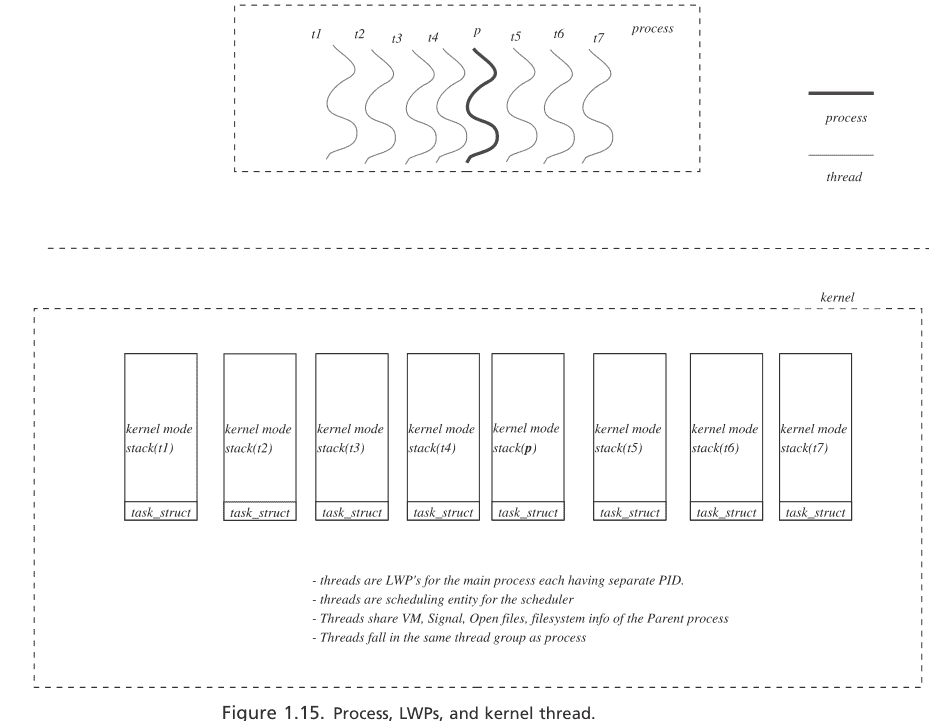 t1 t2 t3 t4 p t5 t6 t7 process
process
thread
kernel
kernel mode stack(t1)
kernel mode stack(t2)
kernel mode stack(t3)
kernel mode stack(t4)
kernel mode stack(p)
kernel mode stack(t5)
kernel mode stack(t6)
kernel mode stack(t7)
task_struct task_struct task_struct task_struct task_struct task_struct task_struct task_struct
- threads are LWP's for the main process each having separate PID.
- threads are scheduling entity for the scheduler
- Threads share VM, Signal, Open files, filesystem info of the Parent process
- Threads fall in the same thread group as process
Figure 1.15. Process, LWPs, and kernel thread.